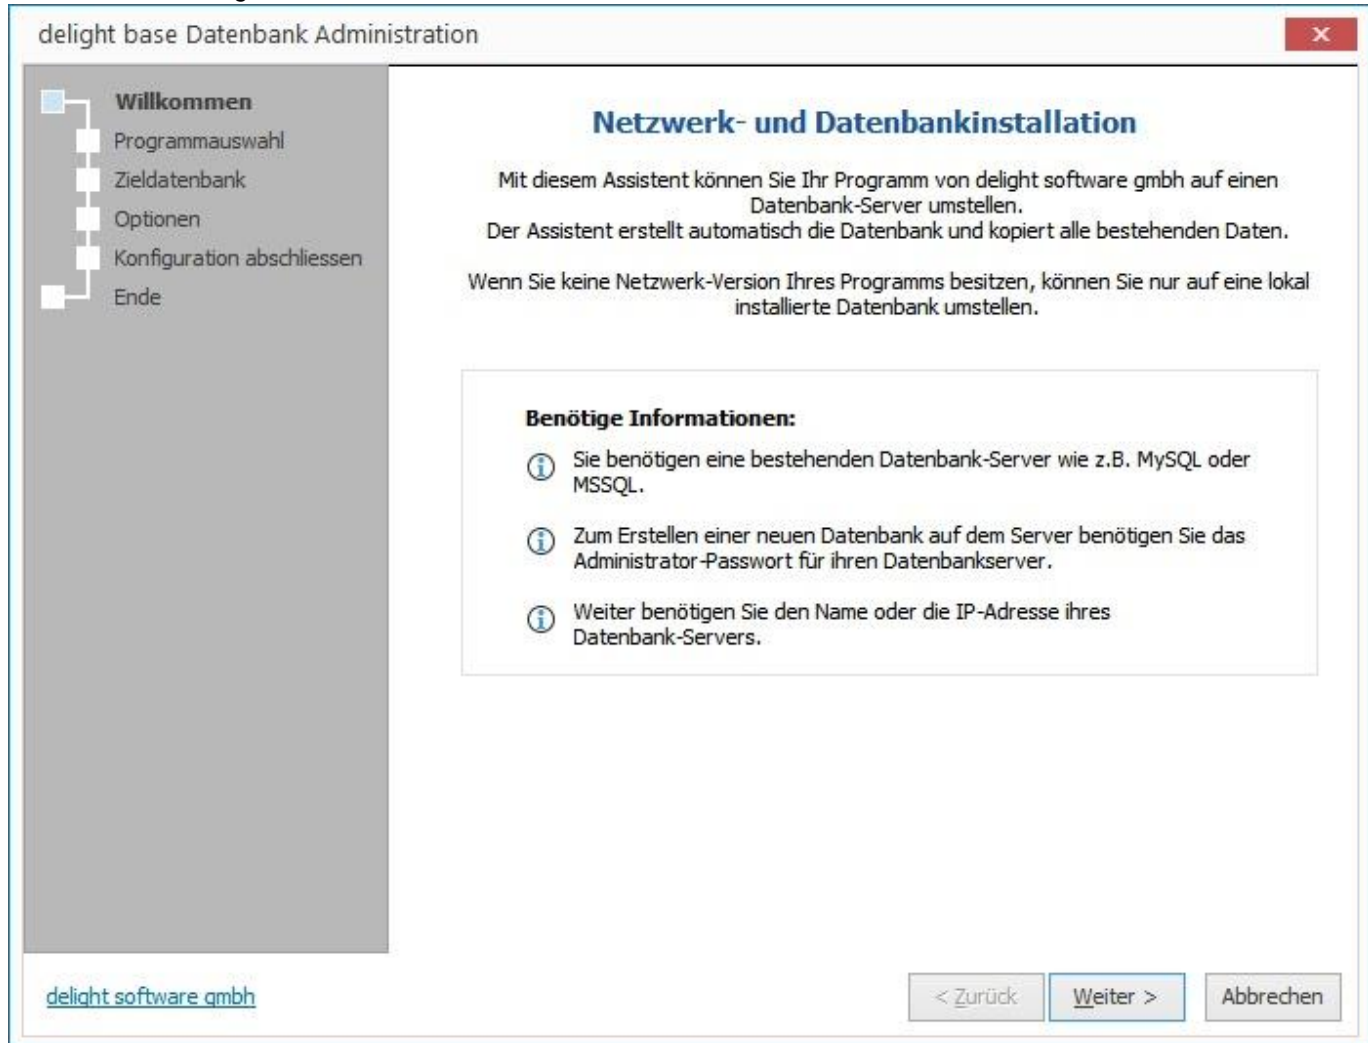 delight base Datenbank Administration
Willkommen
Programmauswahl
Zieldatenbank
Optionen
Konfiguration abschliessen
Ende
Netzwerk- und Datenbankinstallation
Mit diesem Assistent können Sie Ihr Programm von delight software gmbh auf einen
Datenbank-Server umstellen.
Der Assistent erstellt automatisch die Datenbank und kopiert alle bestehenden Daten.
Wenn Sie keine Netzwerk-Version Ihres Programms besitzen, können Sie nur auf eine lokal
installierte Datenbank umstellen.
Benötige Informationen:
Sie benötigen eine bestehenden Datenbank-Server wie z.B. MySQL oder
MSSQL.
Zum Erstellen einer neuen Datenbank auf dem Server benötigen Sie das
Administrator-Passwort für ihren Datenbankserver.
Weiter benötigen Sie den Name oder die IP-Adresse ihres
Datenbank-Servers.
delight software gmbh
< Zurück
Weiter >
Abbrechen